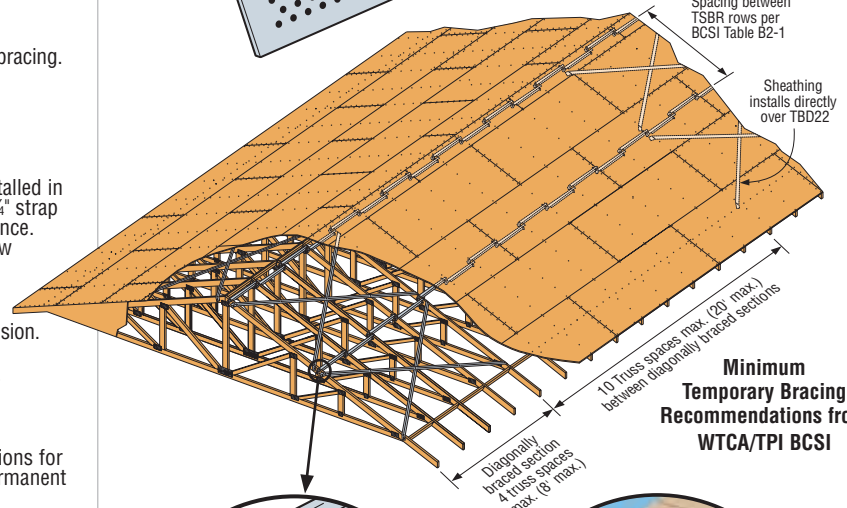 bracing.
talled in
¼" strap
nce.
w
sion.
ions for
rmanent
Spacing between
TSBR rows per
BCSI Table B2-1
Sheathing
installs directly
over TBD22
10 Truss spaces max. (20' max.)
between diagonally braced sections
Minimum
Temporary Bracing
Recommendations fro
WTCA/TPI BCSI
Diagonally
braced section
4 truss spaces
max. (8' max.)